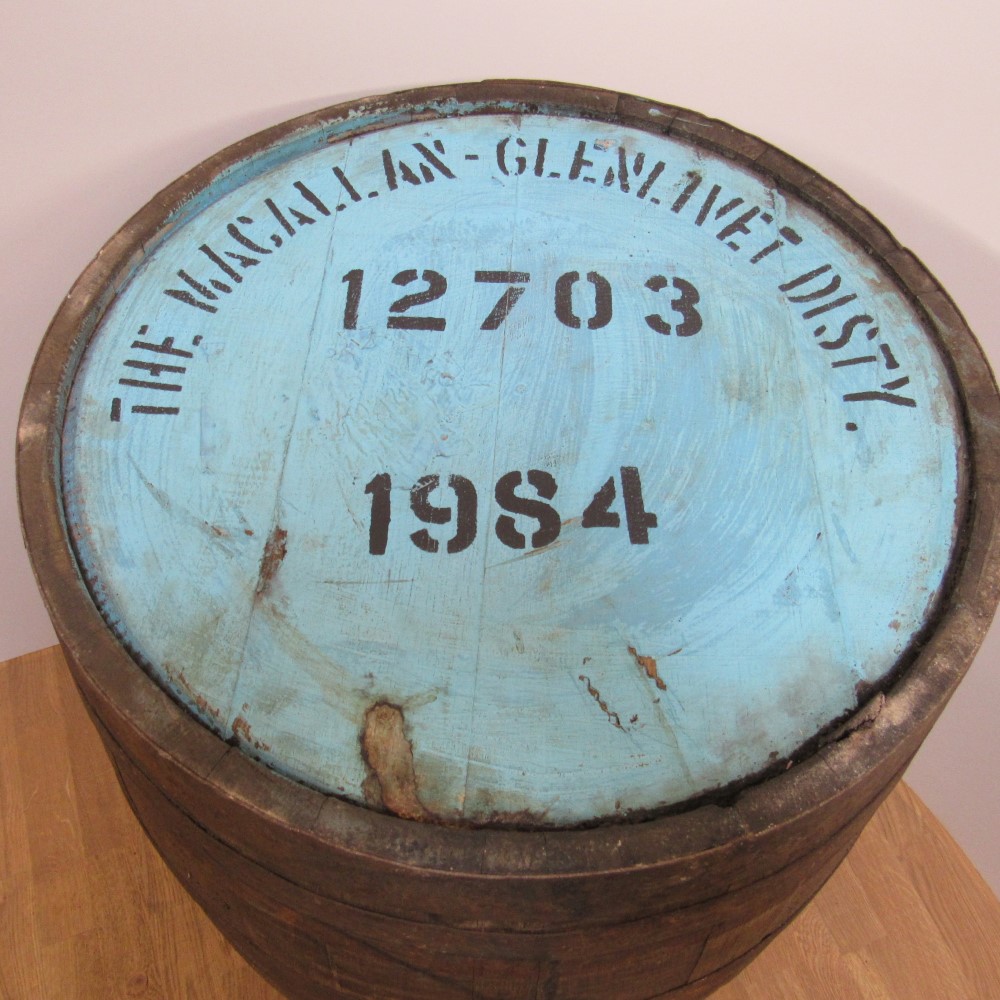 THE MACALLAN-GLENLIVET DISTY.
12703
1984